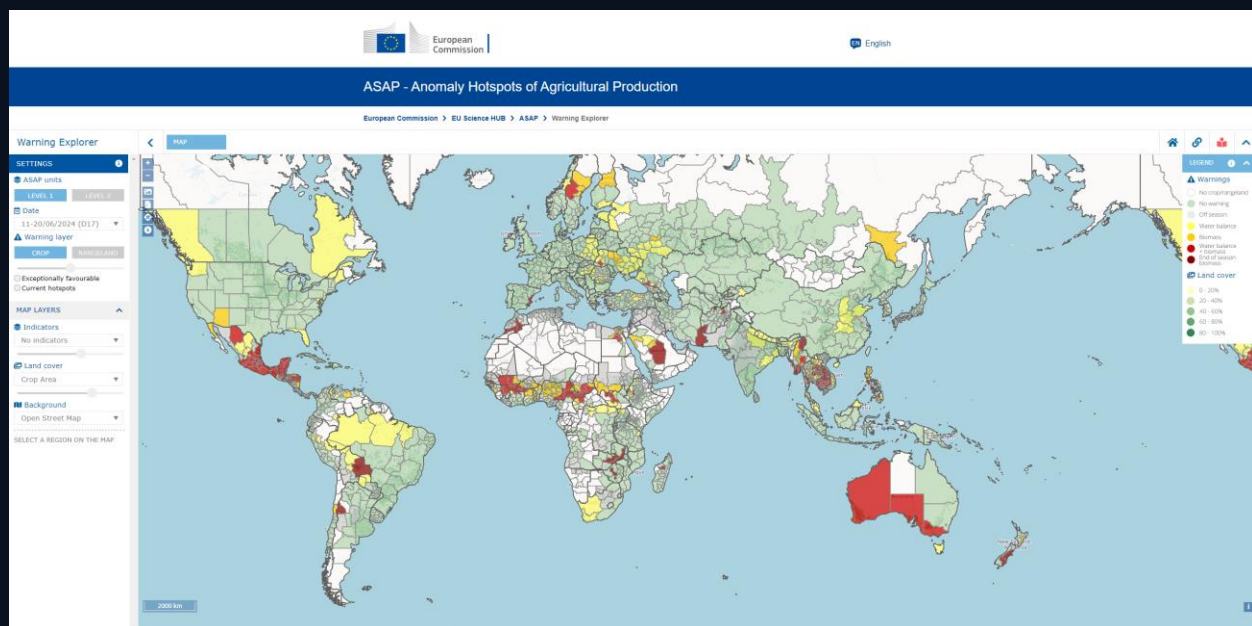 European
Commission
EN English
ASAP - Anomaly Hotspots of Agricultural Production
European Commission > EU Science HUB > ASAP > Warning Explorer
Warning Explorer
MAP
SETTINGS
ASAP units
LEVEL 1 LEVEL 2
Date
11-20/06/2024 (D17)
Warning layer
CROP RANGELAND
Exceptionally favourable
Current hotspots
MAP LAYERS
Indicators
No indicators
Land cover
Crop Area
Background
Open Street Map
SELECT A REGION ON THE MAP
2000 km
LEGEND
Warnings
No crop/rangeland
No warning
Off season
Water balance
Biomass
Water balance
+ biomass
End of season
biomass
Land cover
0 - 20%
20 - 40%
40 - 60%
60 - 80%
80 - 100%